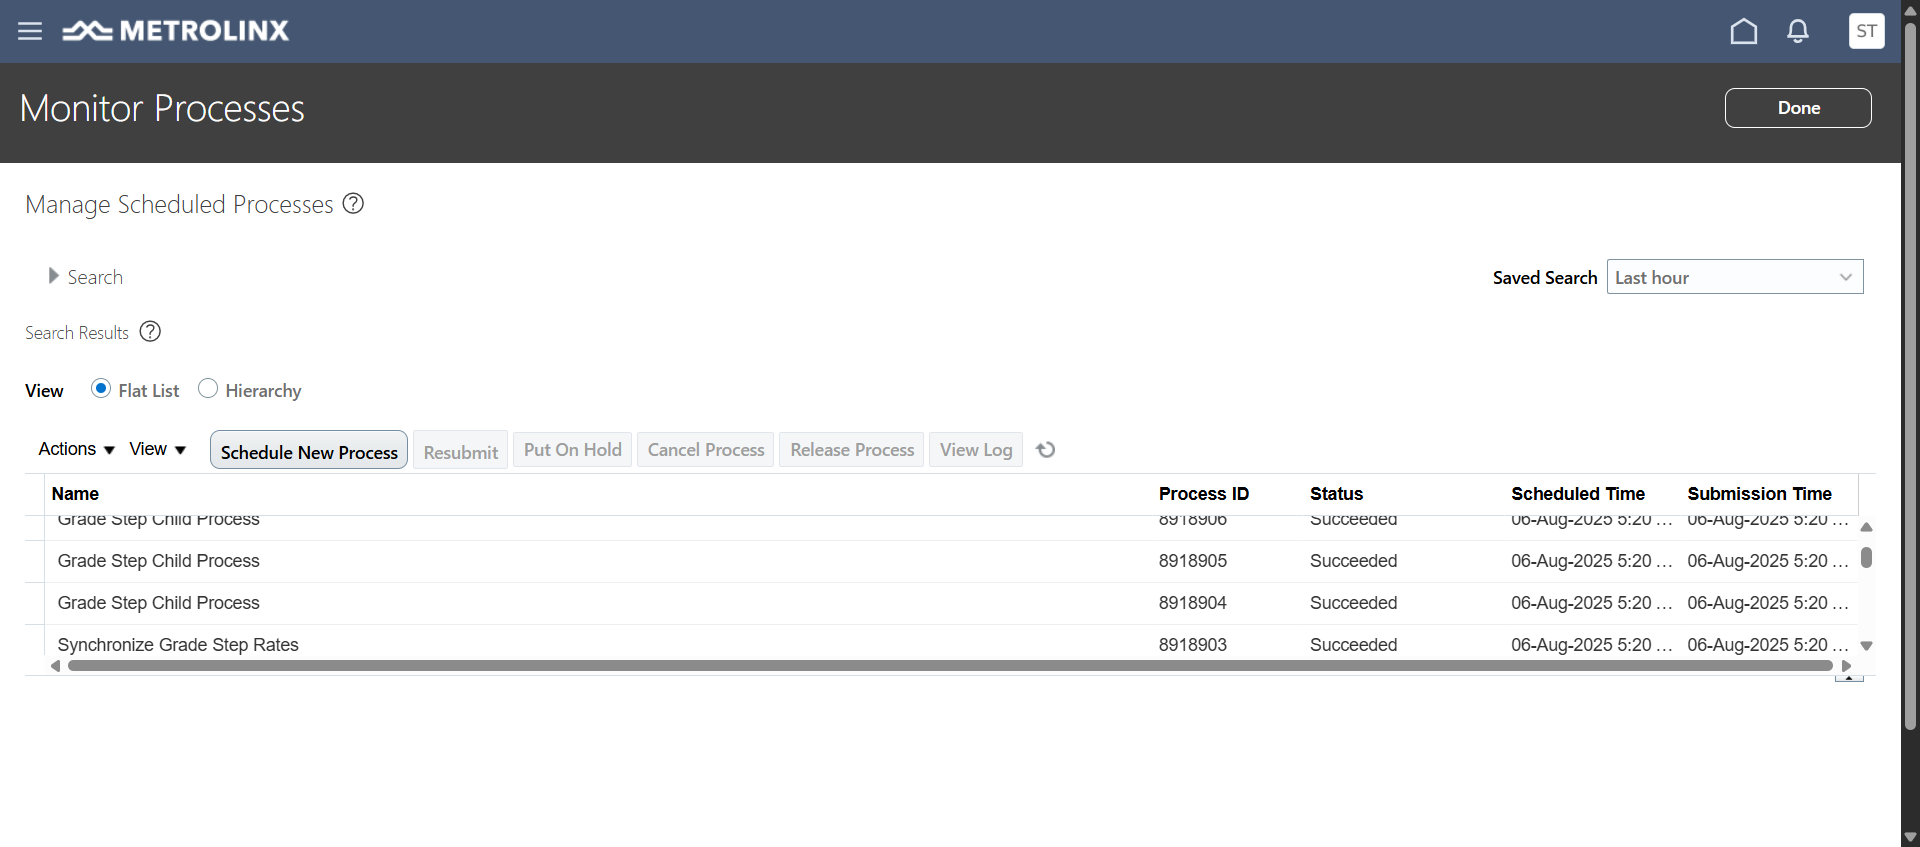 METROLINX
ST
Monitor Processes
Done
Manage Scheduled Processes ?
Search
Saved Search Last hour
Search Results ?
View Flat List Hierarchy
Actions View Schedule New Process Resubmit Put On Hold Cancel Process Release Process View Log
Name Process ID Status Scheduled Time Submission Time
Grade Step Child Process 8918906 Succeeded 06-Aug-2025 5:20 ... 06-Aug-2025 5:20 ...
Grade Step Child Process 8918905 Succeeded 06-Aug-2025 5:20 ... 06-Aug-2025 5:20 ...
Grade Step Child Process 8918904 Succeeded 06-Aug-2025 5:20 ... 06-Aug-2025 5:20 ...
Synchronize Grade Step Rates 8918903 Succeeded 06-Aug-2025 5:20 ... 06-Aug-2025 5:20 ...